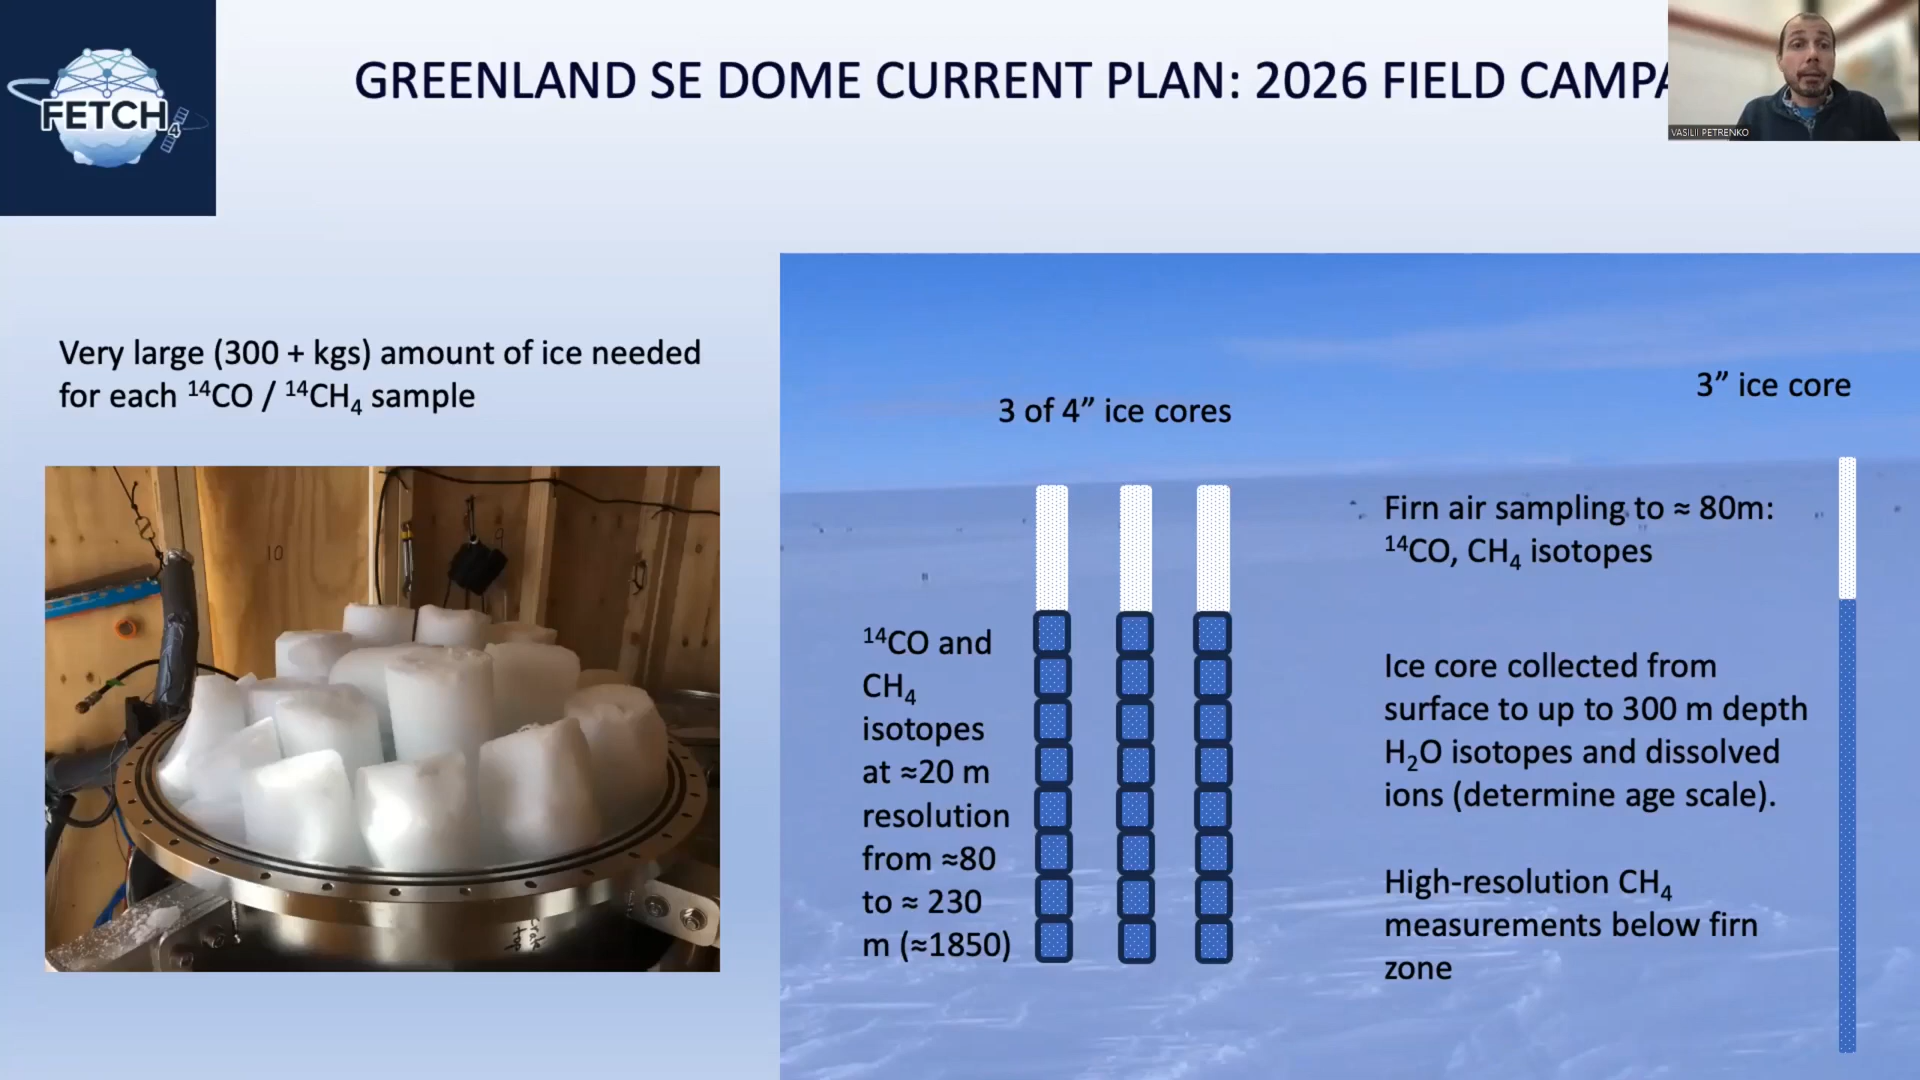 FETCH4
GREENLAND SE DOME CURRENT PLAN: 2026 FIELD CAMPA
VASILII PETRENKO
Very large (300 + kgs) amount of ice needed
for each ¹⁴CO / ¹⁴CH₄ sample
10
3 of 4” ice cores
3” ice core
¹⁴CO and
CH₄
isotopes
at ≈20 m
resolution
from ≈80
to ≈ 230
m (≈1850)
Firn air sampling to ≈ 80m:
¹⁴CO, CH₄ isotopes
Ice core collected from
surface to up to 300 m depth
H₂O isotopes and dissolved
ions (determine age scale).
High-resolution CH₄
measurements below firn
zone